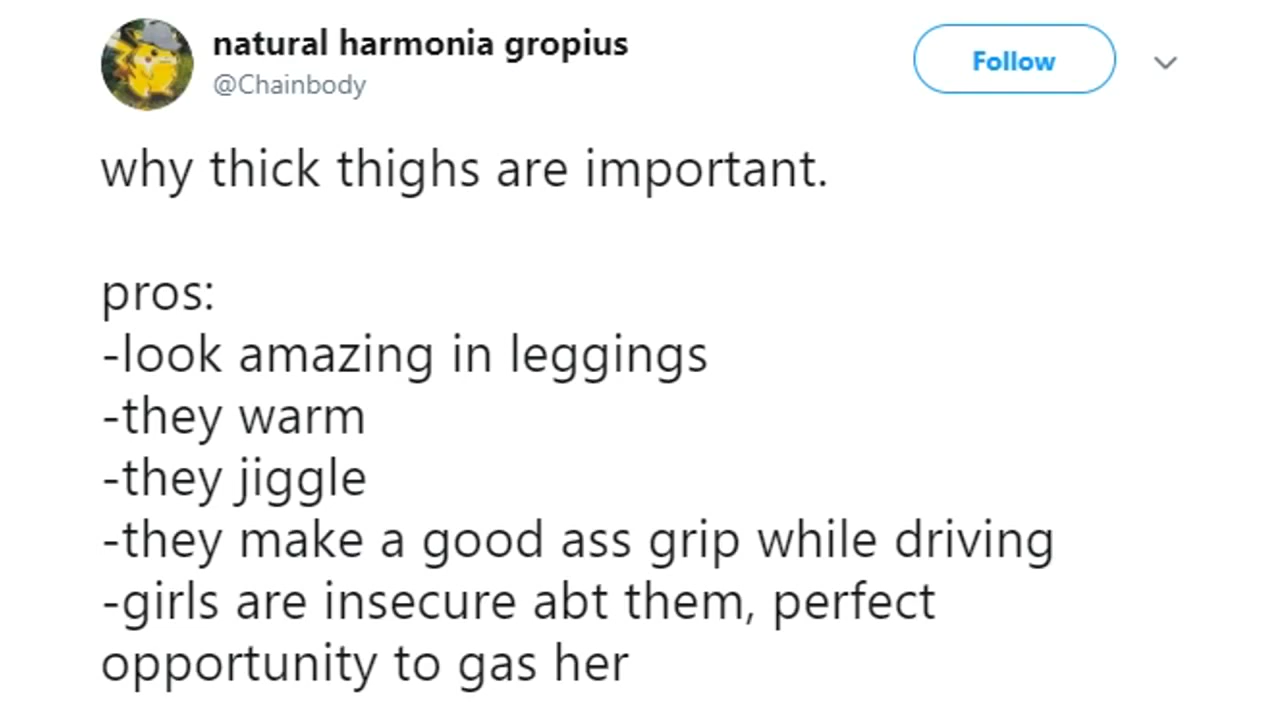 natural harmonia gropius
Follow
@Chainbody
why thick thighs are important.
pros:
-look amazing in leggings
-they warm
-they jiggle
-they make a good ass grip while driving
-girls are insecure abt them, perfect
opportunity to gas her